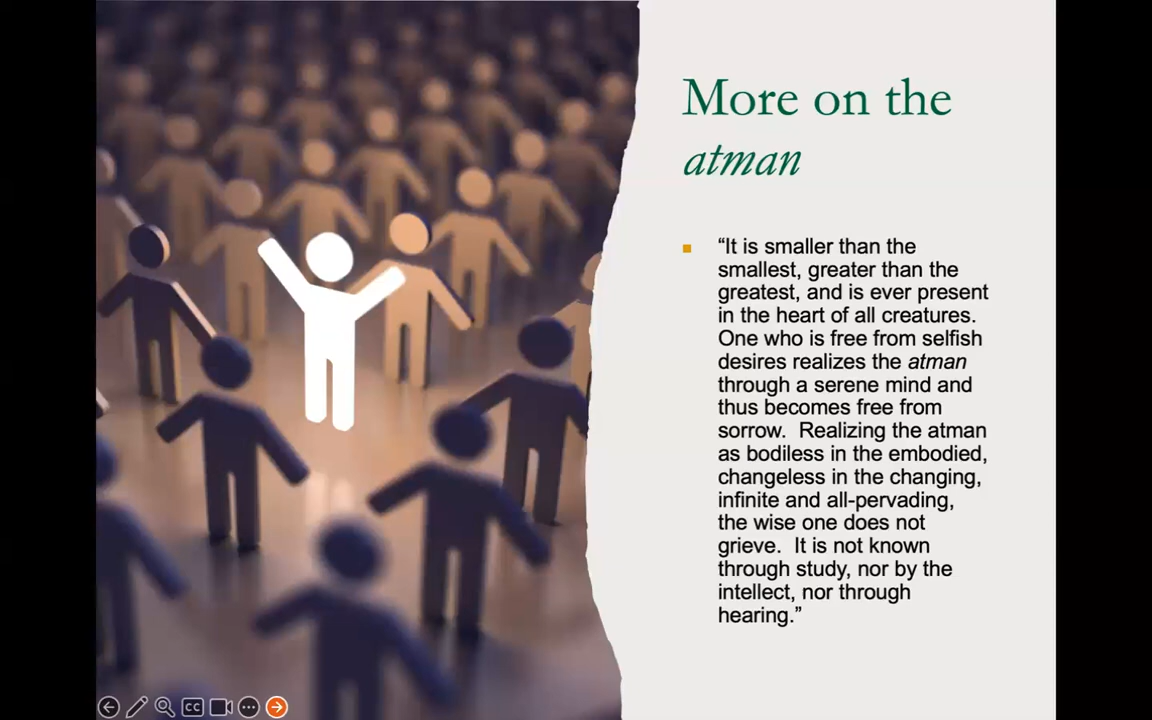 More on the
atman
“It is smaller than the
smallest, greater than the
greatest, and is ever present
in the heart of all creatures.
One who is free from selfish
desires realizes the atman
through a serene mind and
thus becomes free from
sorrow.  Realizing the atman
as bodiless in the embodied,
changeless in the changing,
infinite and all-pervading,
the wise one does not
grieve.  It is not known
through study, nor by the
intellect, nor through
hearing.”
CC